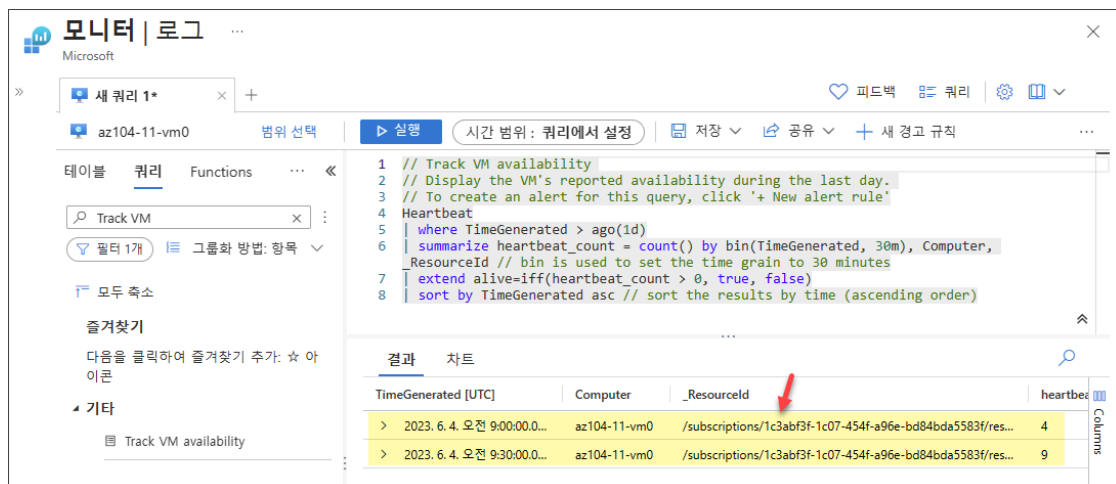 모니터 | 로그 ...
Microsoft
새 쿼리 1*
피드백
쿼리
az104-11-vm0
범위 선택
실행
시간 범위 : 쿼리에서 설정
저장
공유
새 경고 규칙
테이블
쿼리
Functions
Track VM
필터 1개
그룹화 방법: 항목
모두 축소
즐겨찾기
다음을 클릭하여 즐겨찾기 추가: ☆ 아
이콘
기타
Track VM availability
1 // Track VM availability
2 // Display the VM's reported availability during the last day.
3 // To create an alert for this query, click '+ New alert rule'
4 Heartbeat
5 | where TimeGenerated > ago(1d)
6 | summarize heartbeat_count = count() by bin(TimeGenerated, 30m), Computer,
_ResourceId // bin is used to set the time grain to 30 minutes
7 | extend alive=iff(heartbeat_count > 0, true, false)
8 | sort by TimeGenerated asc // sort the results by time (ascending order)
결과
차트
TimeGenerated [UTC] Computer _ResourceId heartbea
2023. 6. 4. 오전 9:00:00.0... az104-11-vm0 /subscriptions/1c3abf3f-1c07-454f-a96e-bd84bda5583f/res... 4
2023. 6. 4. 오전 9:30:00.0... az104-11-vm0 /subscriptions/1c3abf3f-1c07-454f-a96e-bd84bda5583f/res... 9
Columns